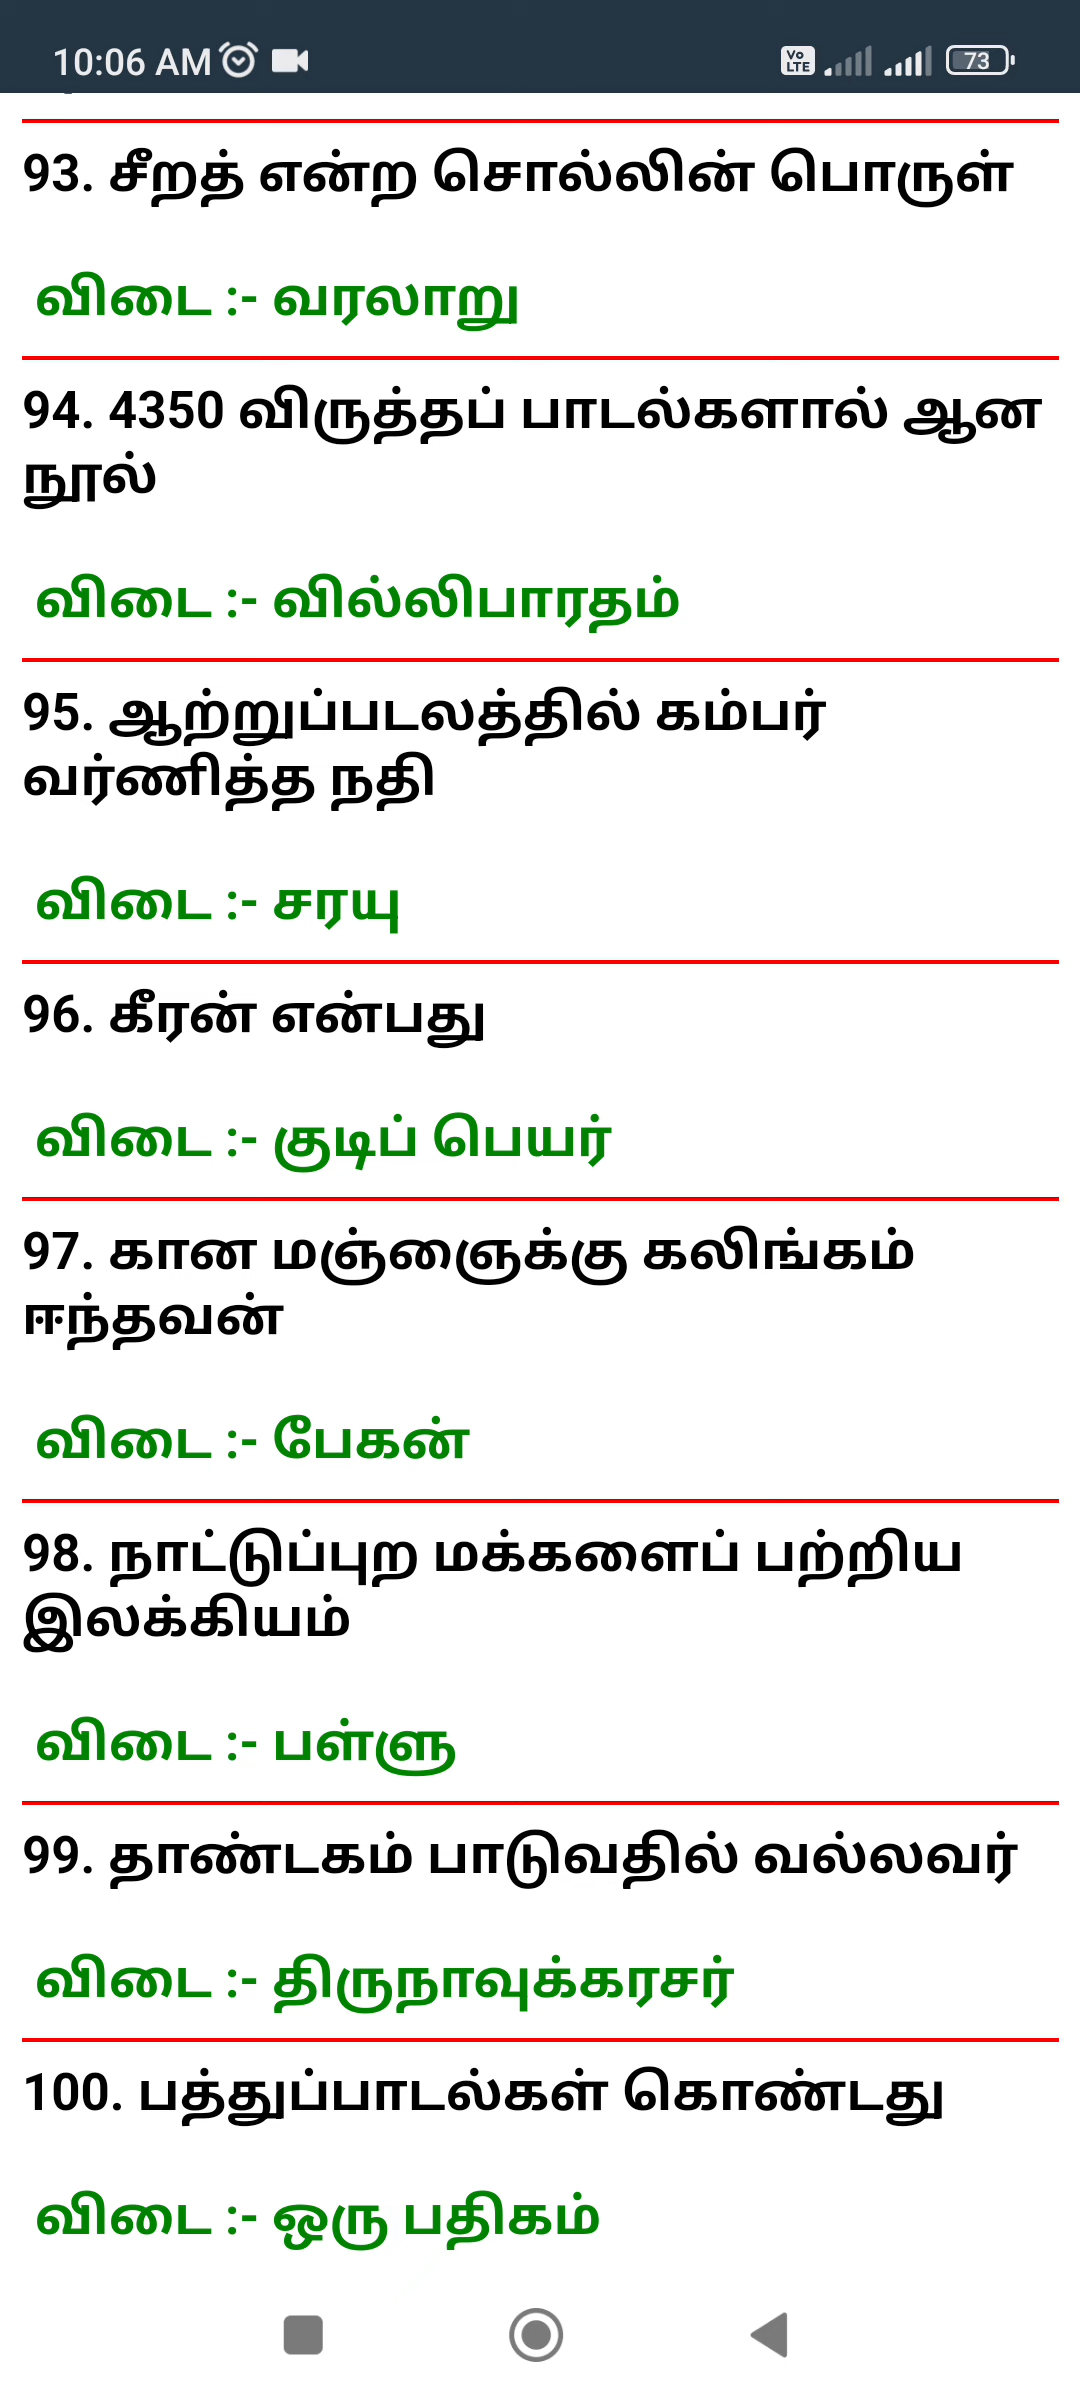 10:06 AM
Vo LTE
73
93. சீறத் என்ற சொல்லின் பொருள்
விடை :- வரலாறு
94. 4350 விருத்தப் பாடல்களால் ஆன
நூல்
விடை :- வில்லிபாரதம்
95. ஆற்றுப்படலத்தில் கம்பர்
வர்ணித்த நதி
விடை :- சரயு
96. கீரன் என்பது
விடை :- குடிப் பெயர்
97. கான மஞ்ஞைக்கு கலிங்கம்
ஈந்தவன்
விடை :- பேகன்
98. நாட்டுப்புற மக்களைப் பற்றிய
இலக்கியம்
விடை :- பள்ளு
99. தாண்டகம் பாடுவதில் வல்லவர்
விடை :- திருநாவுக்கரசர்
100. பத்துப்பாடல்கள் கொண்டது
விடை :- ஒரு பதிகம்